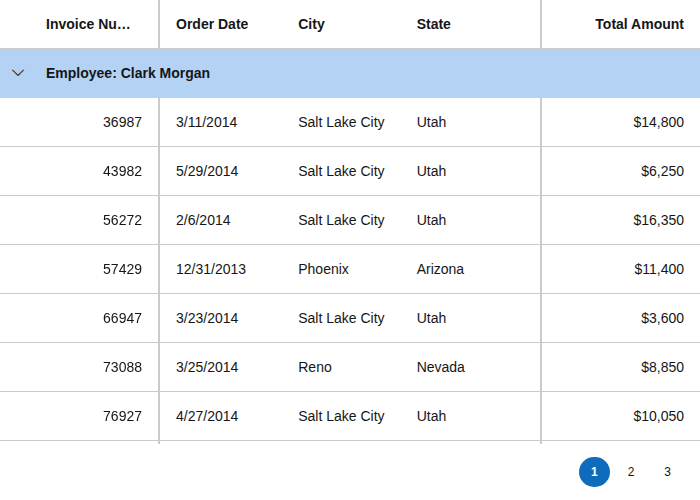 Invoice Nu… Order Date City State Total Amount
Employee: Clark Morgan
36987 3/11/2014 Salt Lake City Utah $14,800
43982 5/29/2014 Salt Lake City Utah $6,250
56272 2/6/2014 Salt Lake City Utah $16,350
57429 12/31/2013 Phoenix Arizona $11,400
66947 3/23/2014 Salt Lake City Utah $3,600
73088 3/25/2014 Reno Nevada $8,850
76927 4/27/2014 Salt Lake City Utah $10,050
1 2 3